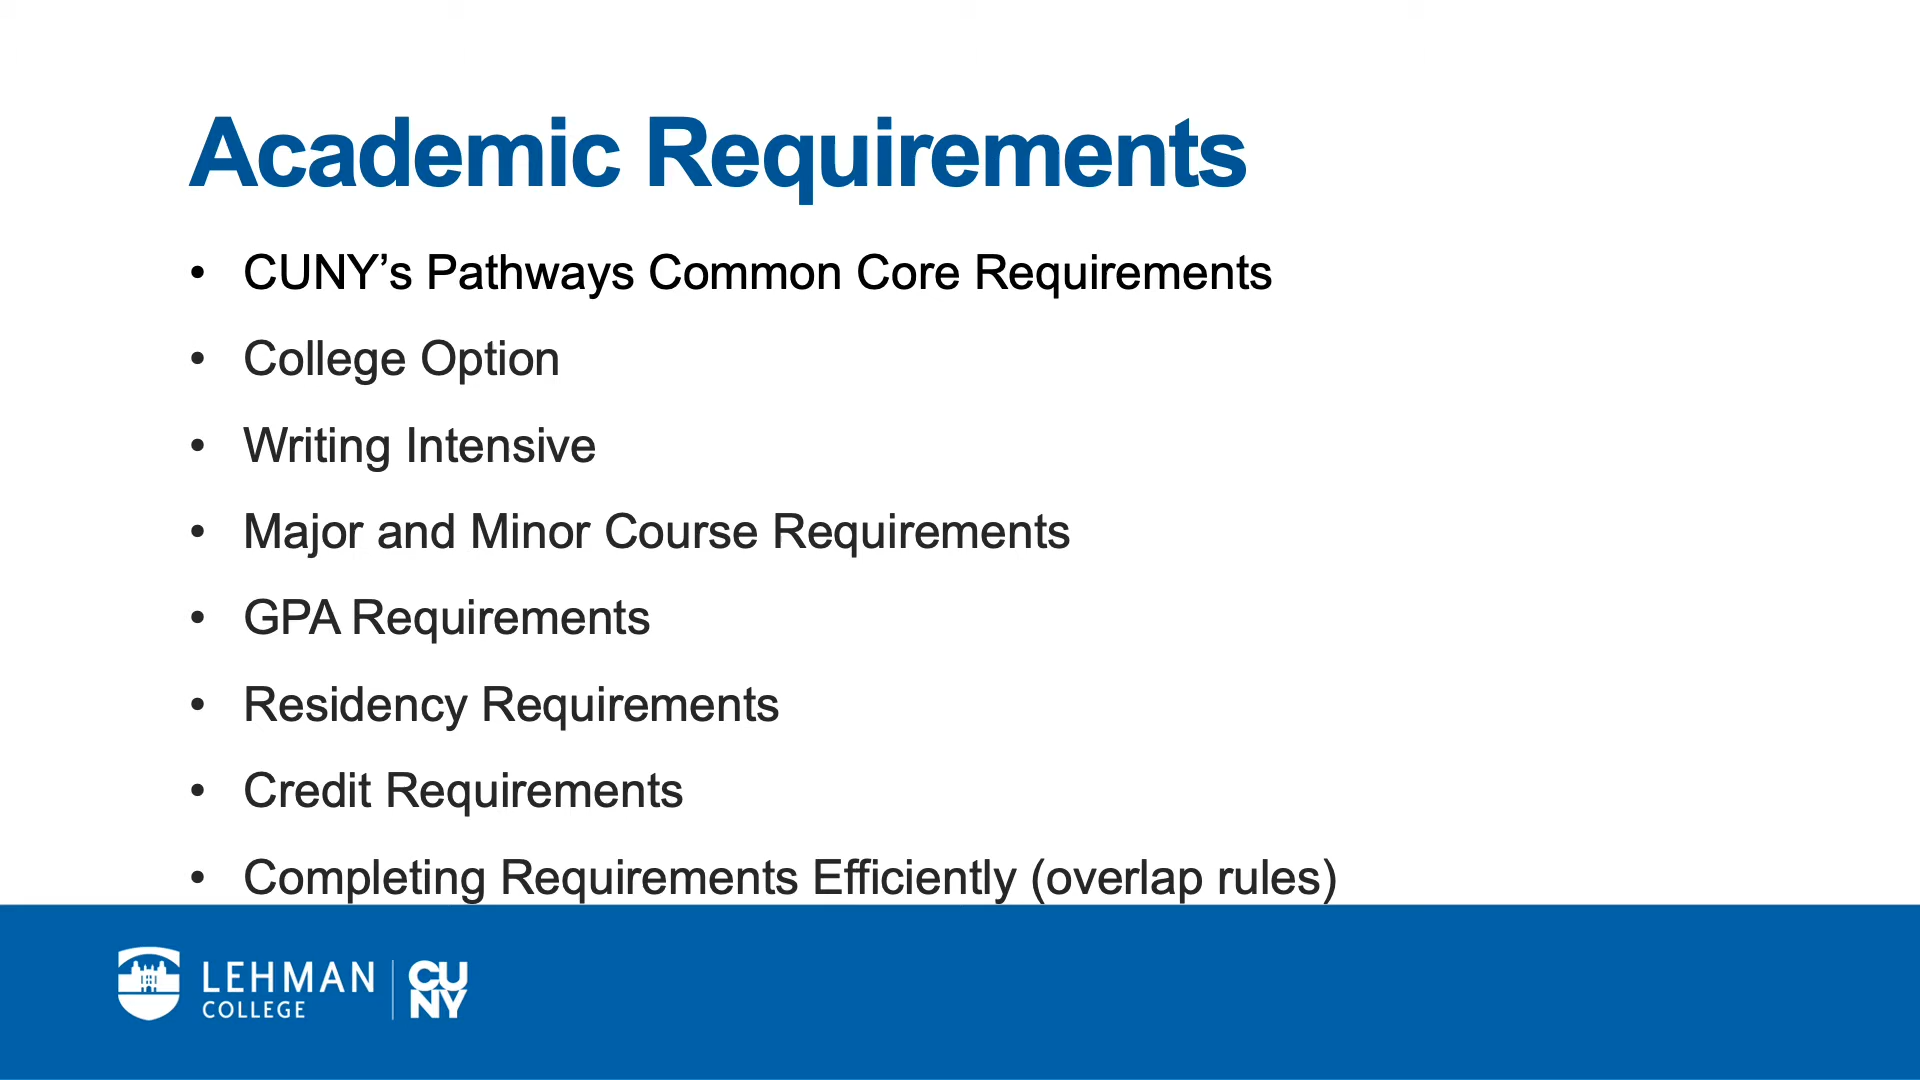 Academic Requirements
• CUNY’s Pathways Common Core Requirements
• College Option
• Writing Intensive
• Major and Minor Course Requirements
• GPA Requirements
• Residency Requirements
• Credit Requirements
• Completing Requirements Efficiently (overlap rules)
LEHMAN
COLLEGE
CU
NY